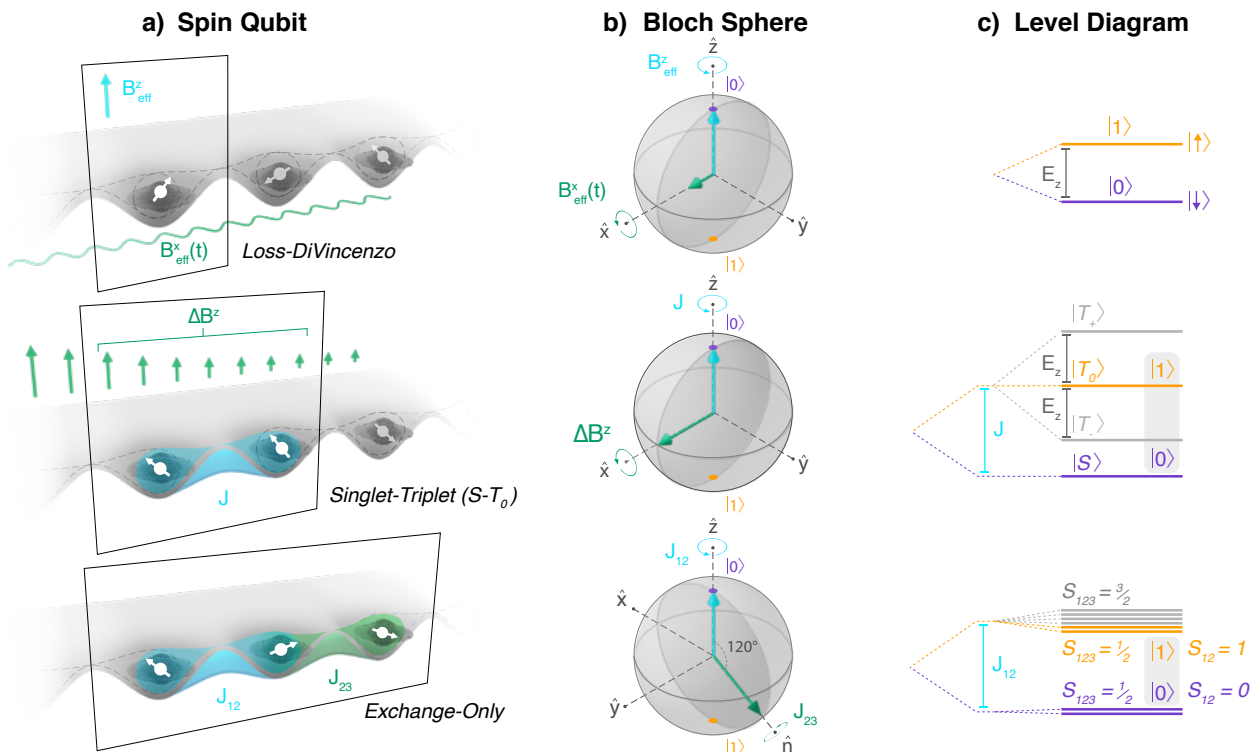 a) Spin Qubit
b) Bloch Sphere
c) Level Diagram
B^z_eff
B^x_eff(t)
Loss-DiVincenzo
B^z_eff
ẑ
|0⟩
B^x_eff(t)
x̂
ŷ
|1⟩
|1⟩
|↑⟩
E_z
|0⟩
|↓⟩
ΔB^z
J
Singlet-Triplet (S-T_0)
ẑ
J
|0⟩
ΔB^z
x̂
ŷ
|1⟩
|T_+⟩
E_z
|T_0⟩
|1⟩
J
E_z
|T_-⟩
|S⟩
|0⟩
J_12
J_23
Exchange-Only
ẑ
J_12
|0⟩
x̂
120°
ŷ
J_23
|1⟩
n̂
S_123 = 3/2
J_12
S_123 = 1/2 |1⟩ S_12 = 1
S_123 = 1/2 |0⟩ S_12 = 0